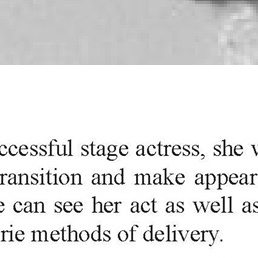 ccessful stage actress, she
ransition and make appear
can see her act as well as
rie methods of delivery.